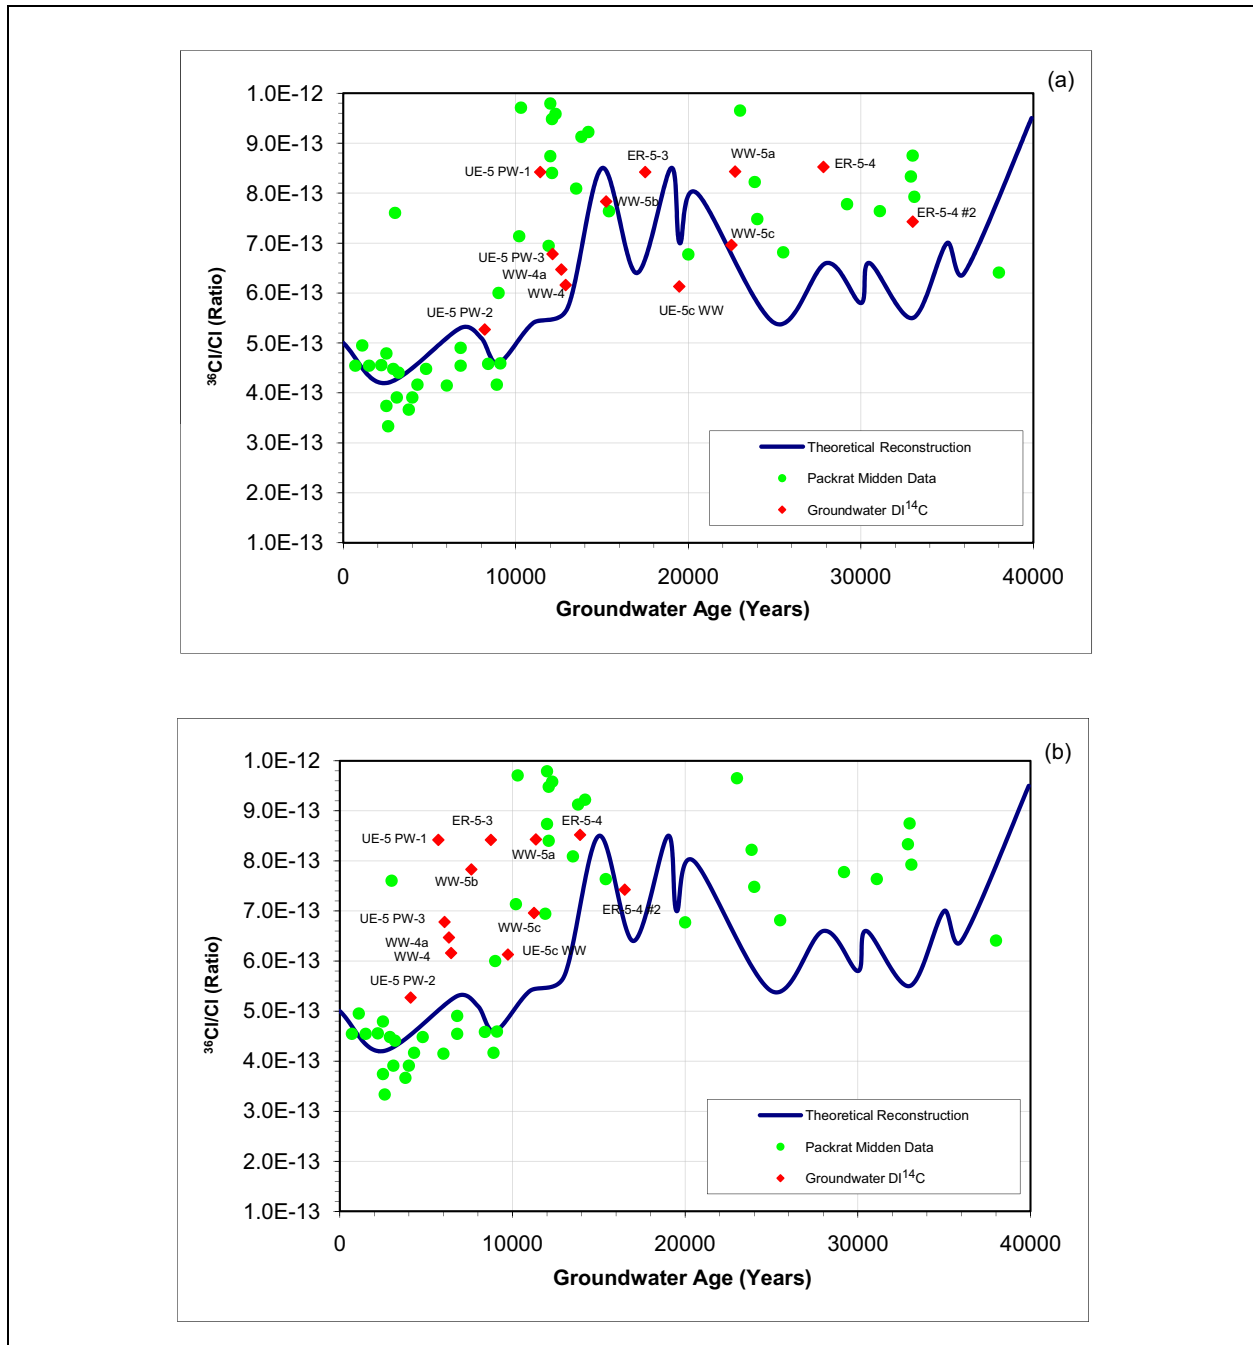 (a)
1.0E-12
9.0E-13
8.0E-13
7.0E-13
6.0E-13
5.0E-13
4.0E-13
3.0E-13
2.0E-13
1.0E-13
³⁶Cl/Cl (Ratio)
UE-5 PW-1
ER-5-3
WW-5a
ER-5-4
WW-5b
ER-5-4 #2
WW-5c
UE-5 PW-3
WW-4a
WW-4
UE-5c WW
UE-5 PW-2
Theoretical Reconstruction
Packrat Midden Data
Groundwater DI¹⁴C
0 10000 20000 30000 40000
Groundwater Age (Years)
(b)
1.0E-12
9.0E-13
8.0E-13
7.0E-13
6.0E-13
5.0E-13
4.0E-13
3.0E-13
2.0E-13
1.0E-13
³⁶Cl/Cl (Ratio)
ER-5-3
ER-5-4
UE-5 PW-1
WW-5a
WW-5b
ER-5-4 #2
UE-5 PW-3
WW-5c
WW-4a
WW-4
UE-5c WW
UE-5 PW-2
Theoretical Reconstruction
Packrat Midden Data
Groundwater DI¹⁴C
0 10000 20000 30000 40000
Groundwater Age (Years)